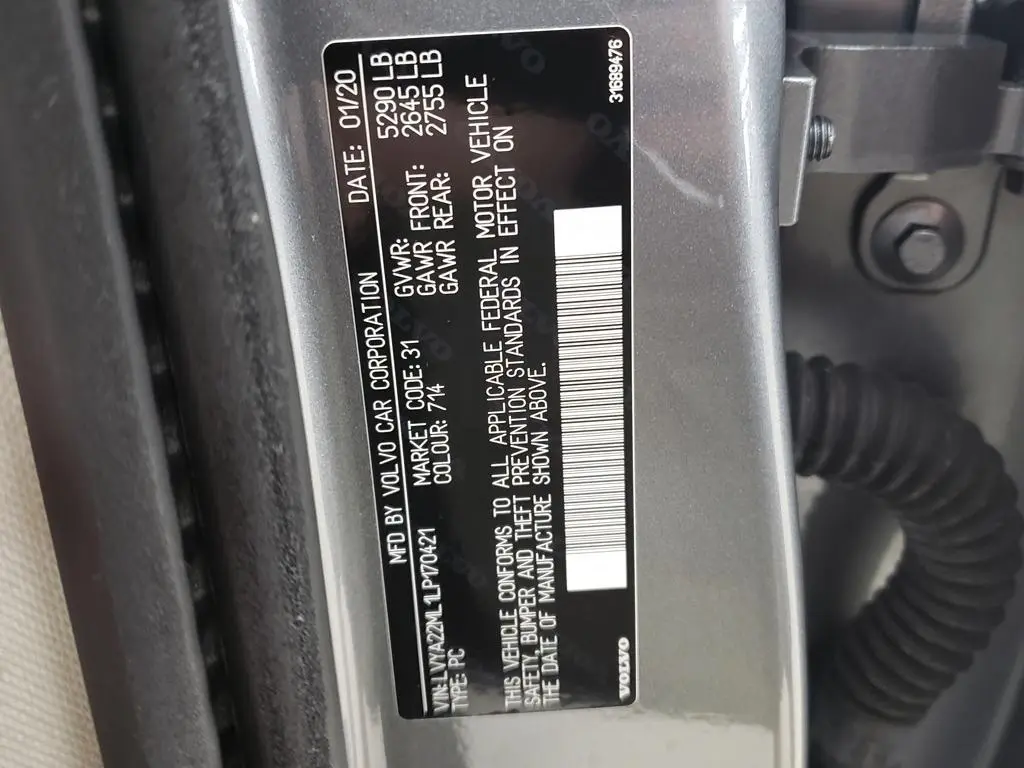 MFD BY VOLVO CAR CORPORATION DATE: 01/20
VIN:LVYA22ML1LP170421 MARKET CODE: 31 GVWR: 5290 LB
TYPE: PC COLOUR: 714 GAWR FRONT: 2645 LB
GAWR REAR: 2755 LB
THIS VEHICLE CONFORMS TO ALL APPLICABLE FEDERAL MOTOR VEHICLE
SAFETY, BUMPER AND THEFT PREVENTION STANDARDS IN EFFECT ON
THE DATE OF MANUFACTURE SHOWN ABOVE.
VOLVO 31689476